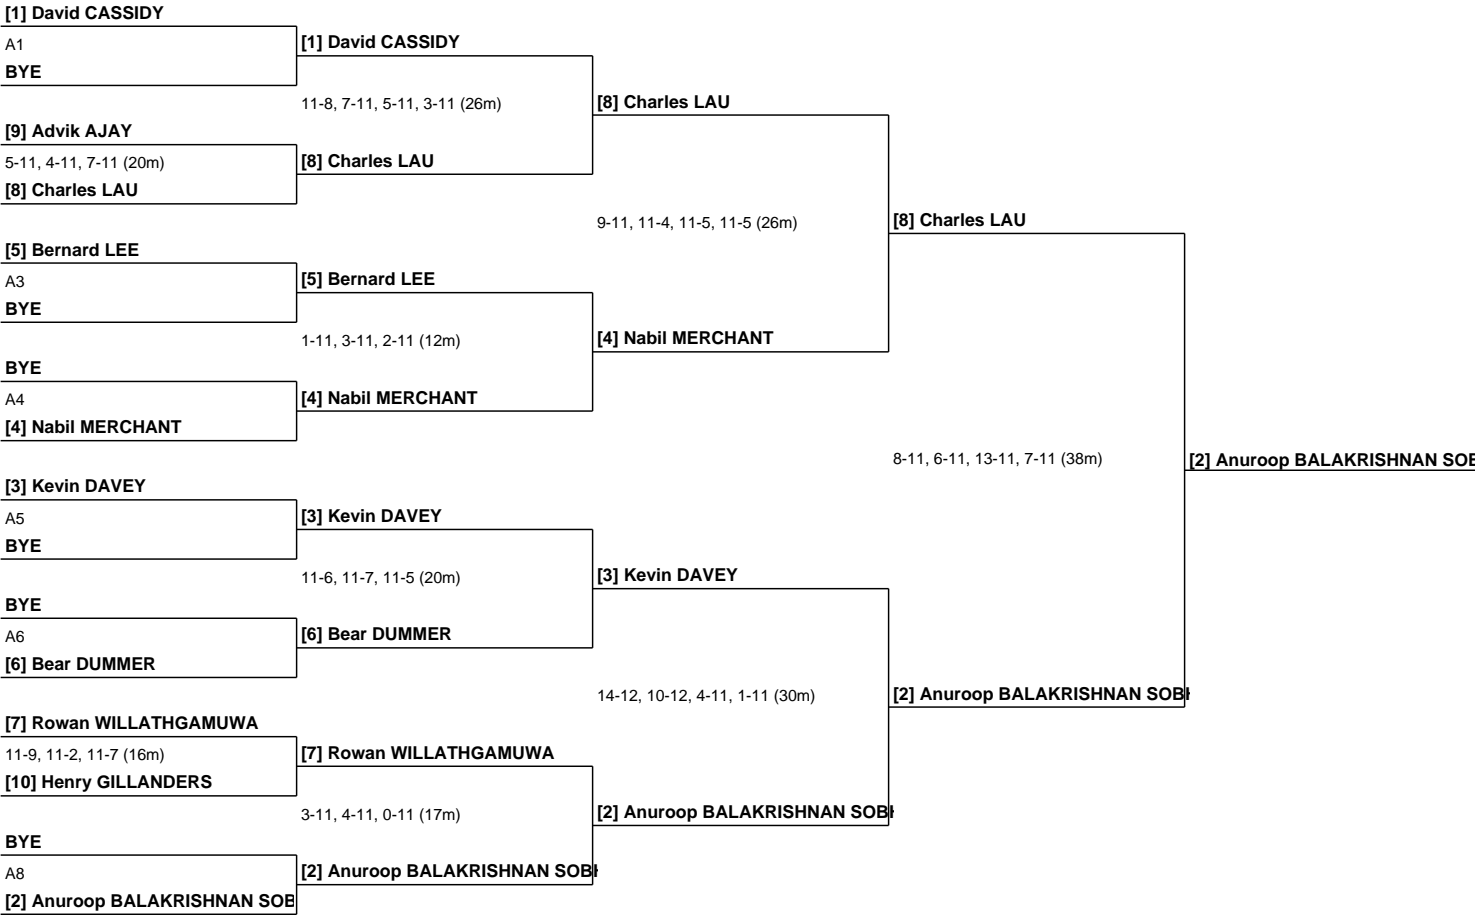 [1] David CASSIDY
A1
BYE
[1] David CASSIDY
11-8, 7-11, 5-11, 3-11 (26m)
[9] Advik AJAY
5-11, 4-11, 7-11 (20m)
[8] Charles LAU
[8] Charles LAU
[8] Charles LAU
9-11, 11-4, 11-5, 11-5 (26m)
[5] Bernard LEE
A3
BYE
[5] Bernard LEE
1-11, 3-11, 2-11 (12m)
BYE
A4
[4] Nabil MERCHANT
[4] Nabil MERCHANT
[4] Nabil MERCHANT
[8] Charles LAU
8-11, 6-11, 13-11, 7-11 (38m)
[2] Anuroop BALAKRISHNAN SOB
[3] Kevin DAVEY
A5
BYE
[3] Kevin DAVEY
11-6, 11-7, 11-5 (20m)
BYE
A6
[6] Bear DUMMER
[6] Bear DUMMER
[3] Kevin DAVEY
14-12, 10-12, 4-11, 1-11 (30m)
[2] Anuroop BALAKRISHNAN SOB
[7] Rowan WILLATHGAMUWA
11-9, 11-2, 11-7 (16m)
[10] Henry GILLANDERS
[7] Rowan WILLATHGAMUWA
3-11, 4-11, 0-11 (17m)
[2] Anuroop BALAKRISHNAN SOB
BYE
A8
[2] Anuroop BALAKRISHNAN SOB
[2] Anuroop BALAKRISHNAN SOB